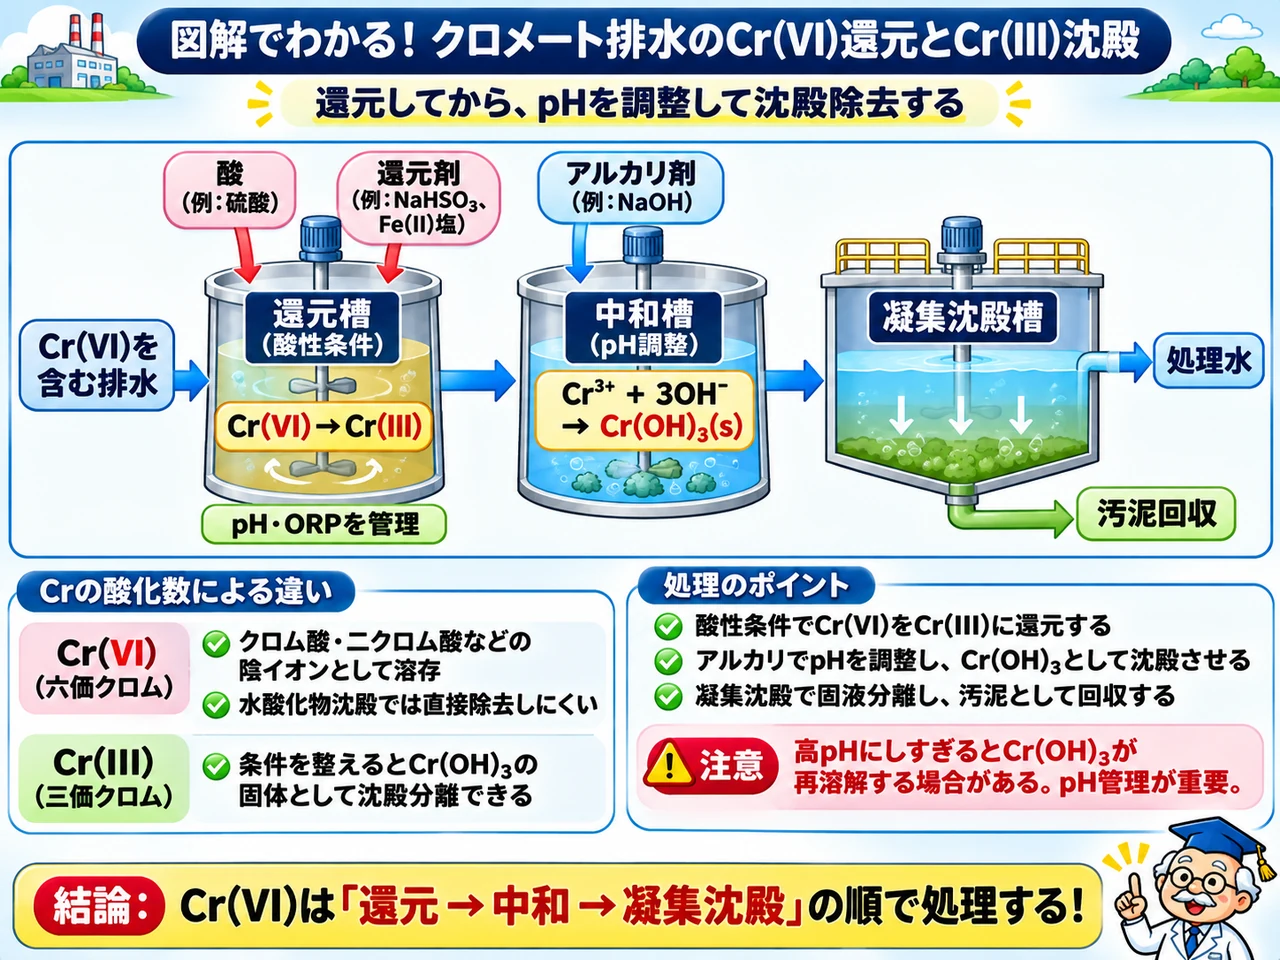 図解でわかる！クロメート排水のCr(VI)還元とCr(III)沈殿
還元してから、pHを調整して沈殿除去する
酸
(例：硫酸)
還元剤
(例：NaHSO₃、
Fe(II)塩)
アルカリ剤
(例：NaOH)
Cr(VI)を
含む排水
還元槽
(酸性条件)
Cr(VI)→Cr(III)
pH・ORPを管理
中和槽
(pH調整)
Cr³⁺ + 3OH⁻
→ Cr(OH)₃(s)
凝集沈殿槽
処理水
汚泥回収
Crの酸化数による違い
Cr(VI)
(六価クロム)
クロム酸・二クロム酸などの
陰イオンとして溶存
水酸化物沈殿では直接除去しにくい
Cr(III)
(三価クロム)
条件を整えるとCr(OH)₃の
固体として沈殿分離できる
処理のポイント
酸性条件でCr(VI)をCr(III)に還元する
アルカリでpHを調整し、Cr(OH)₃として沈殿させる
凝集沈殿で固液分離し、汚泥として回収する
注意
高pHにしすぎるとCr(OH)₃が
再溶解する場合がある。pH管理が重要。
結論：
Cr(VI)は「還元→中和→凝集沈殿」の順で処理する！